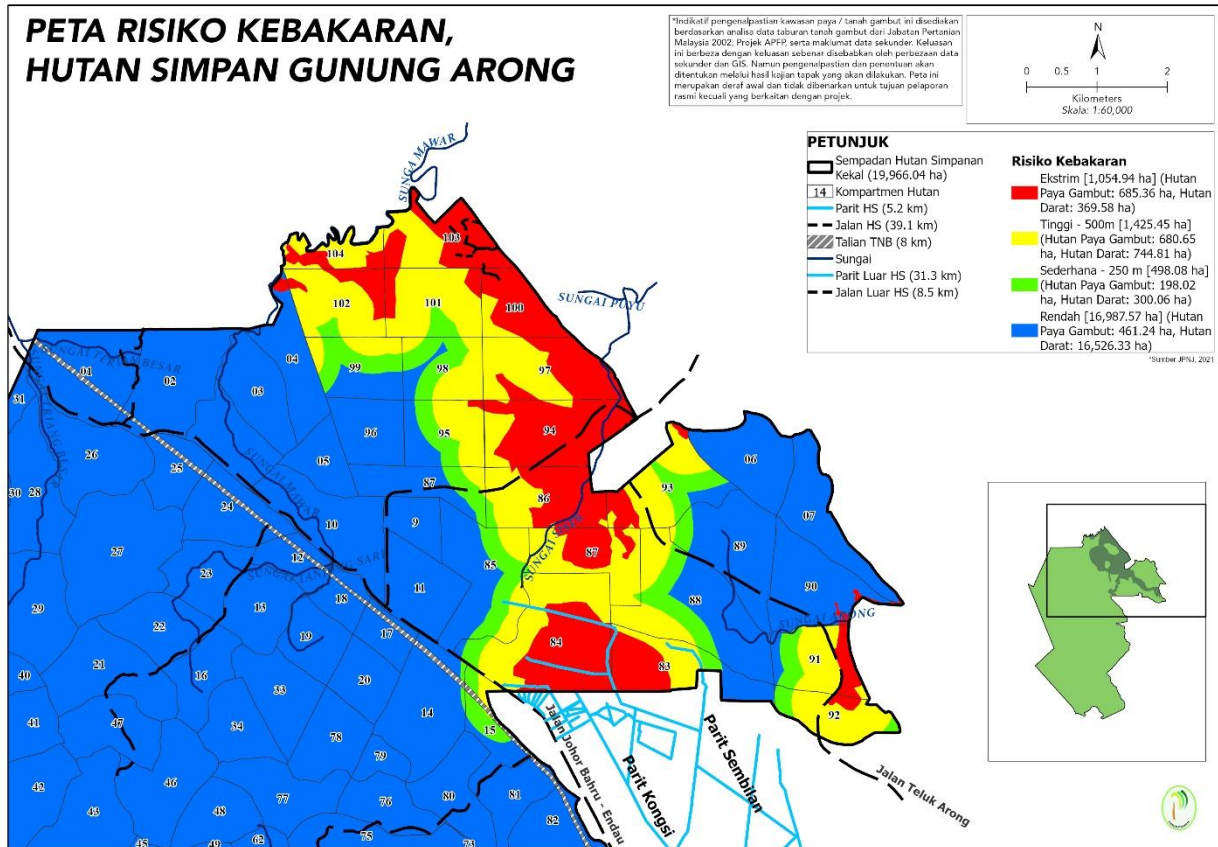 PETA RISIKO KEBAKARAN,
HUTAN SIMPAN GUNUNG ARONG
*Indikatif pengenalpastian kawasan paya / tanah gambut ini disediakan
berdasarkan analisa data taburan tanah gambut dari Jabatan Pertanian
Malaysia 2002, Projek APFP, serta maklumat data sekunder. Keluasan
ini berbeza dengan keluasan sebenar disebabkan oleh perbezaan data
sekunder dan GIS. Namun pengenalpastian dan penentuan akan
ditentukan melalui hasil kajian tapak yang akan dilakukan. Peta ini
merupakan deraf awal dan tidak dibenarkan untuk tujuan pelaporan
rasmi kecuali yang berkaitan dengan projek.
N
0 0.5 1 2
Kilometers
Skala: 1:60,000
PETUNJUK
Sempadan Hutan Simpanan
Kekal (19,966.04 ha)
14 Kompartmen Hutan
Parit HS (5.2 km)
Jalan HS (39.1 km)
Talian TNB (8 km)
Sungai
Parit Luar HS (31.3 km)
Jalan Luar HS (8.5 km)
Risiko Kebakaran
Ekstrim [1,054.94 ha] (Hutan
Paya Gambut: 685.36 ha, Hutan
Darat: 369.58 ha)
Tinggi - 500m [1,425.45 ha]
(Hutan Paya Gambut: 680.65
ha, Hutan Darat: 744.81 ha)
Sederhana - 250 m [498.08 ha]
(Hutan Paya Gambut: 198.02
ha, Hutan Darat: 300.06 ha)
Rendah [16,987.57 ha] (Hutan
Paya Gambut: 461.24 ha, Hutan
Darat: 16,526.33 ha)
*Sumber JPNJ, 2021
SUNGA MAWAR
103
104
102
101
100
SUNGAI PUYU
SUNGAI TERSAN BESAR
01
02
04
03
99
98
97
31
96
95
94
06
26
25
05
87
93
30
28
24
86
07
SUNGAI MAWAR
10
9
27
12
87
89
23
SUNGAI TANJUNG SARI
85
11
90
29
13
18
88
22
19
17
SUNGAI ARONG
84
83
91
40
21
16
20
33
92
41
47
34
14
15
78
79
42
46
77
76
80
81
43
48
82
45
49
62
75
73
Jalan Johor Bahru - Endau
Parit Kongsi
Parit Sembilan
Jalan Teluk Arong